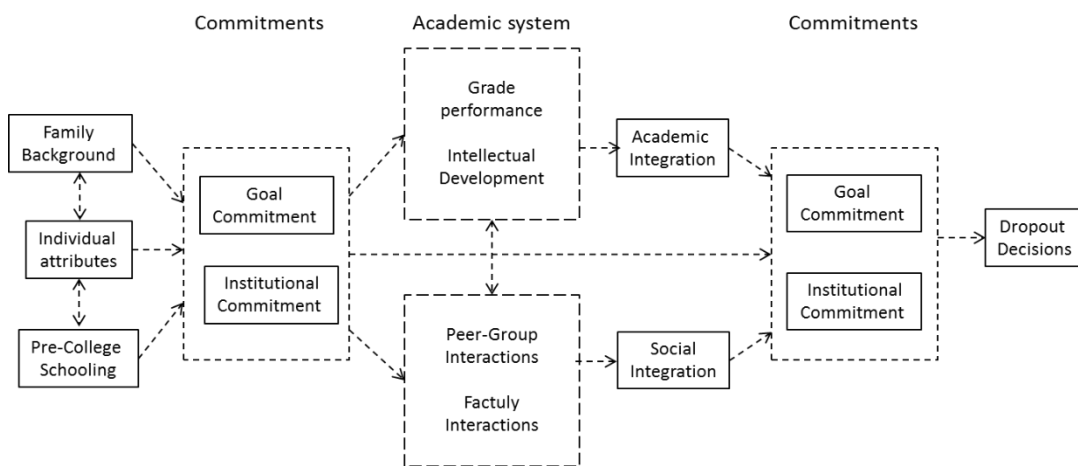 Commitments
Academic system
Commitments
Family
Background
Individual
attributes
Pre-College
Schooling
Goal
Commitment
Institutional
Commitment
Grade
performance
Intellectual
Development
Peer-Group
Interactions
Factuly
Interactions
Academic
Integration
Social
Integration
Goal
Commitment
Institutional
Commitment
Dropout
Decisions